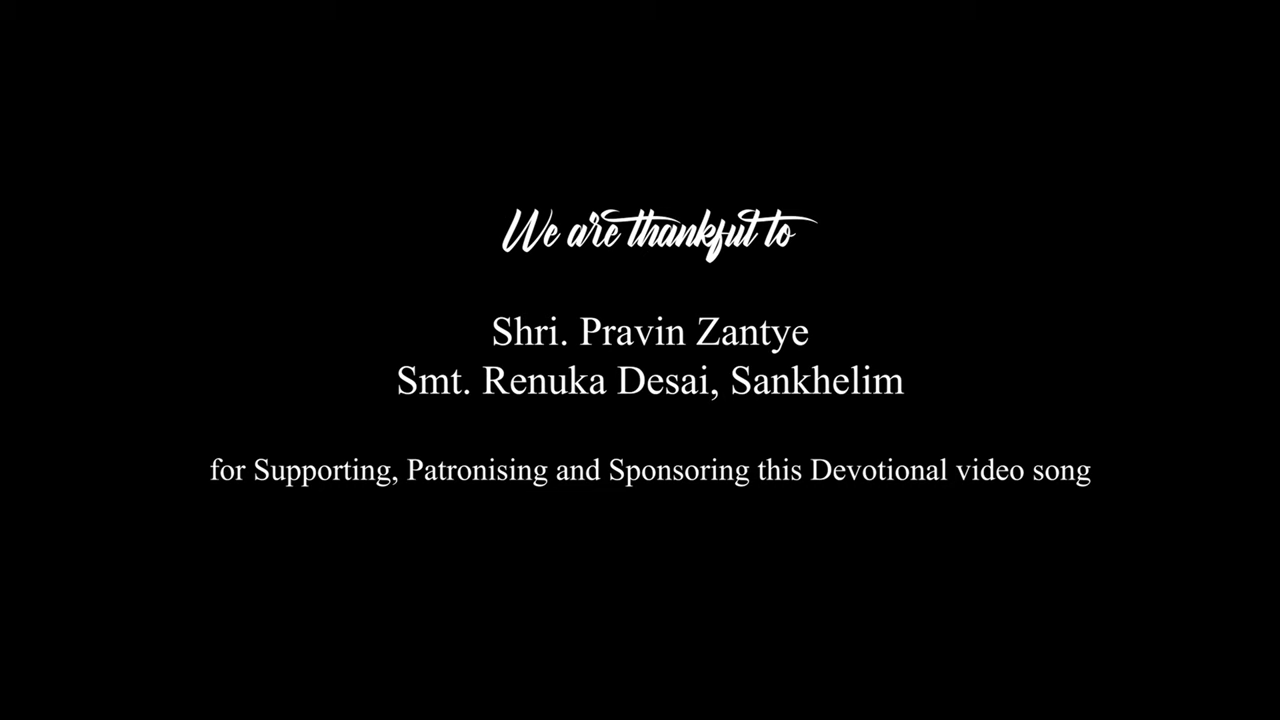 We are thankful to
Shri. Pravin Zantye
Smt. Renuka Desai, Sankhelim
for Supporting, Patronising and Sponsoring this Devotional video song